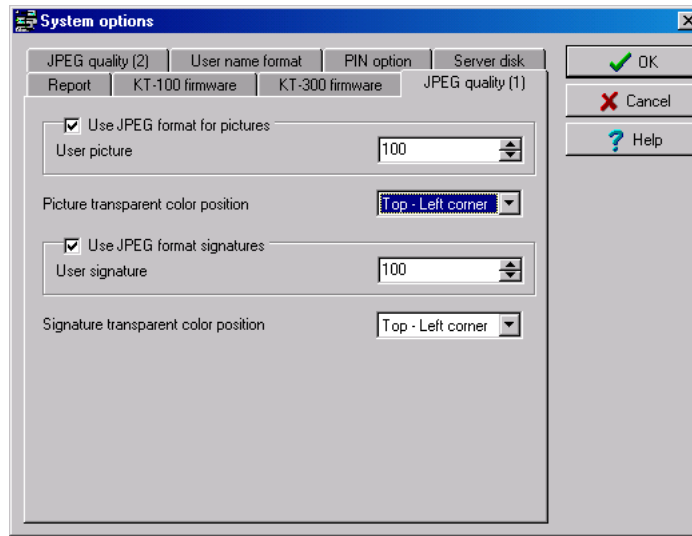 System options
JPEG quality (2) User name format PIN option Server disk
Report KT-100 firmware KT-300 firmware JPEG quality (1)
OK
Cancel
Help
Use JPEG format for pictures
User picture 100
Picture transparent color position Top - Left corner
Use JPEG format signatures
User signature 100
Signature transparent color position Top - Left corner